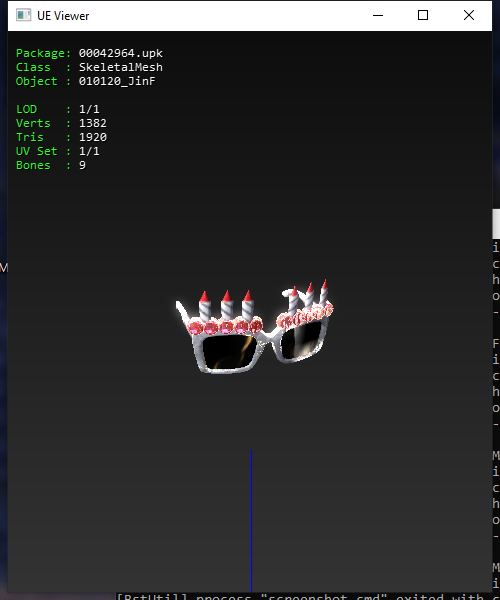 UE Viewer
Package: 00042964.upk
Class : SkeletalMesh
Object : 010120_JinF
LOD : 1/1
Verts : 1382
Tris : 1920
UV Set : 1/1
Bones : 9
M
i
c
h
o
-
F
i
c
h
o
-
M
i
c
h
o
-
M
i
[BstUtil] process "screenshot.cmd" exited with c